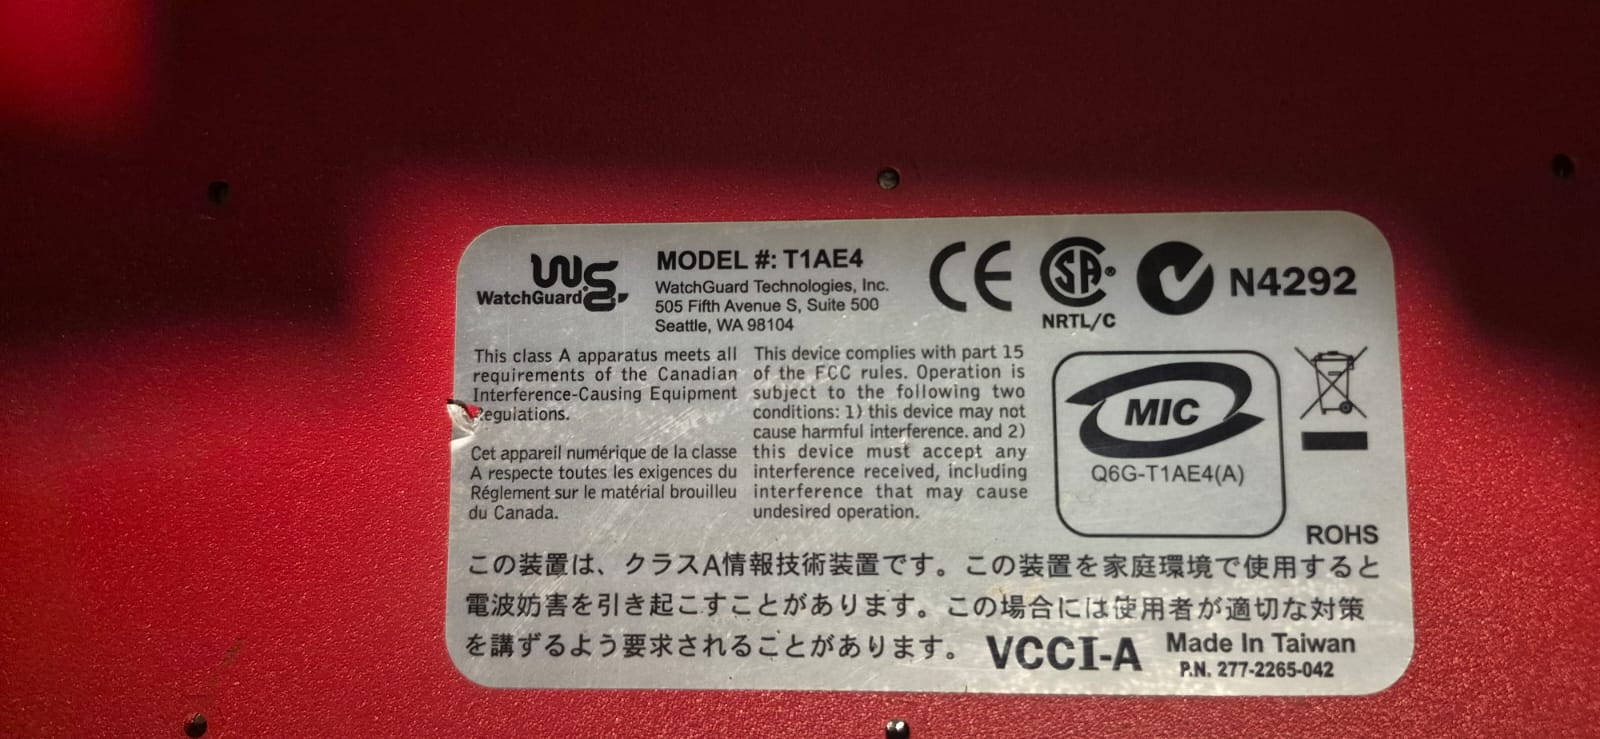 WatchGuard
MODEL #: T1AE4
WatchGuard Technologies, Inc.
505 Fifth Avenue S, Suite 500
Seattle, WA 98104
CE
SA
NRTL/C
N4292
This class A apparatus meets all
requirements of the Canadian
Interference-Causing Equipment
Regulations.
Cet appareil numérique de la classe
A respecte toutes les exigences du
Réglement sur le matérial brouilleu
du Canada.
This device complies with part 15
of the FCC rules. Operation is
subject to the following two
conditions: 1) this device may not
cause harmful interference. and 2)
this device must accept any
interference received, including
interference that may cause
undesired operation.
MIC
Q6G-T1AE4(A)
ROHS
この装置は、クラスA情報技術装置です。この装置を家庭環境で使用すると
電波妨害を引き起こすことがあります。この場合には使用者が適切な対策
を講ずるよう要求されることがあります。 VCCI-A
Made In Taiwan
P.N. 277-2265-042